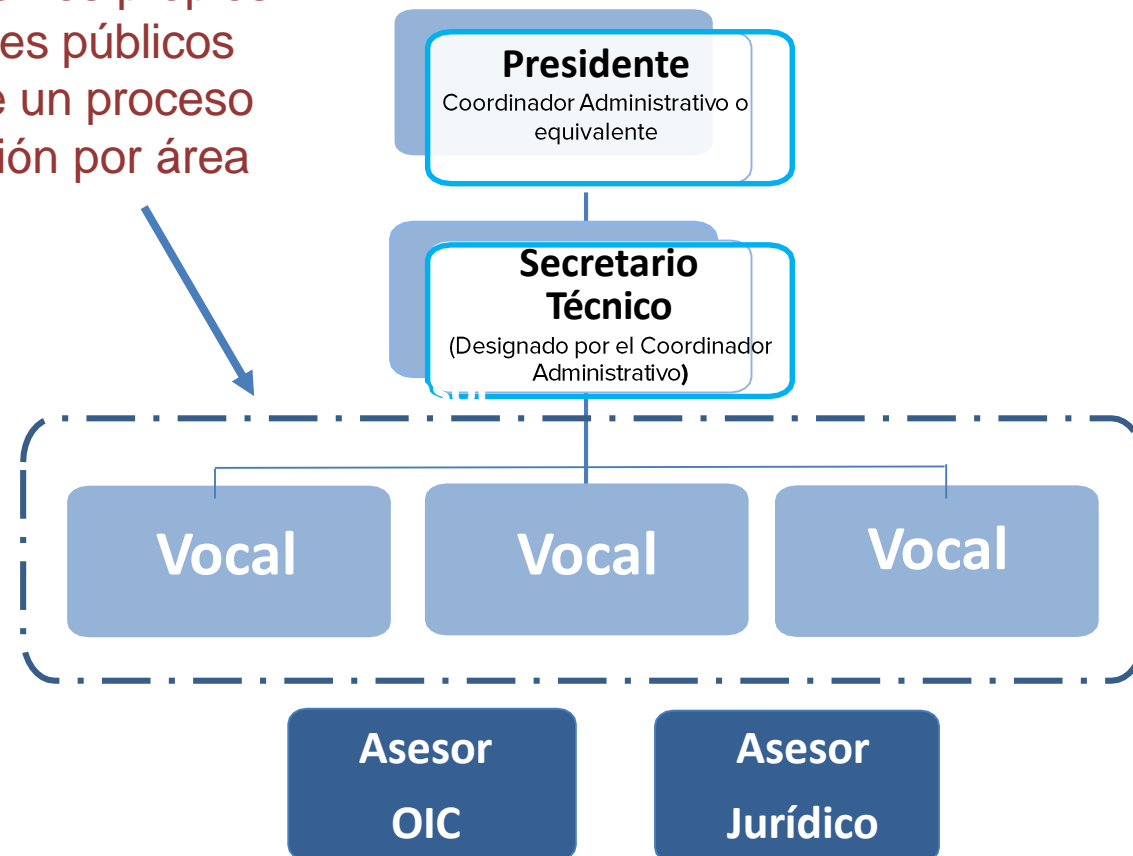 es públicos
e un proceso
ión por área
Presidente
Coordinador Administrativo o
equivalente
Secretario
Técnico
(Designado por el Coordinador
Administrativo)
Vocal
Vocal
Vocal
Asesor
OIC
Asesor
Jurídico